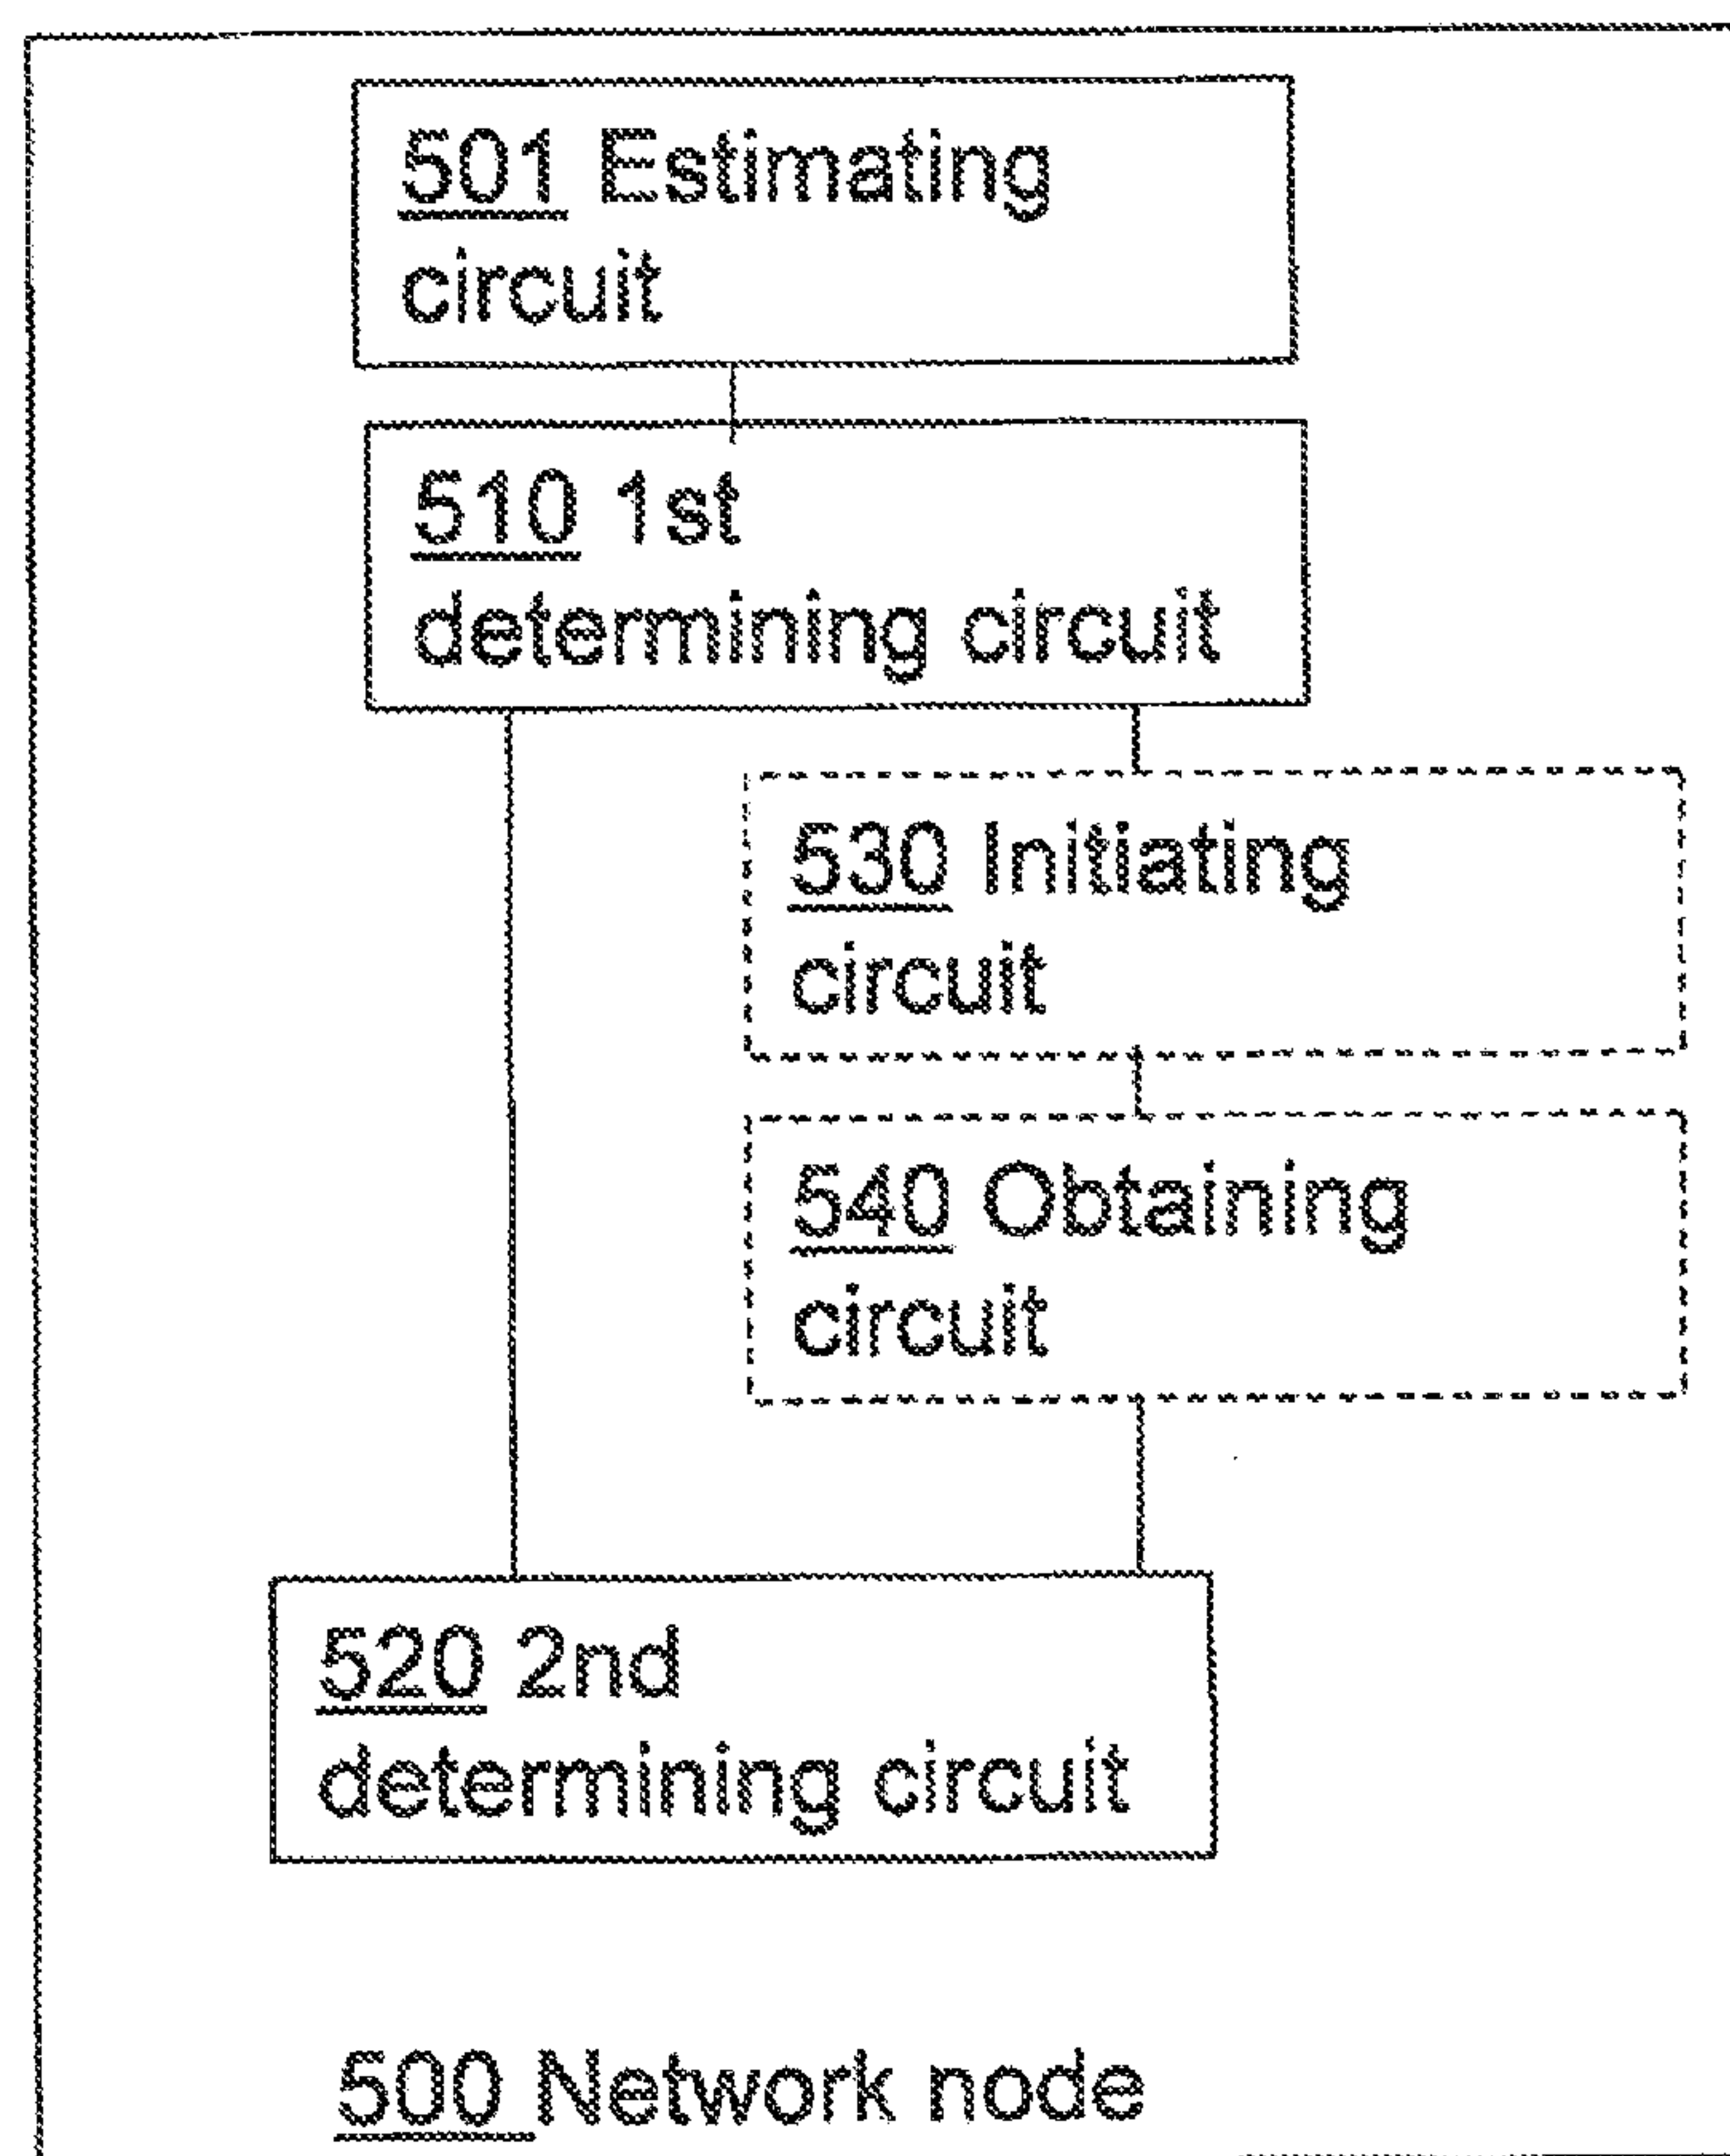 501 Estimating
circuit
510 1st
determining circuit
530 Initiating
circuit
540 Obtaining
circuit
520 2nd
determining circuit
500 Network node